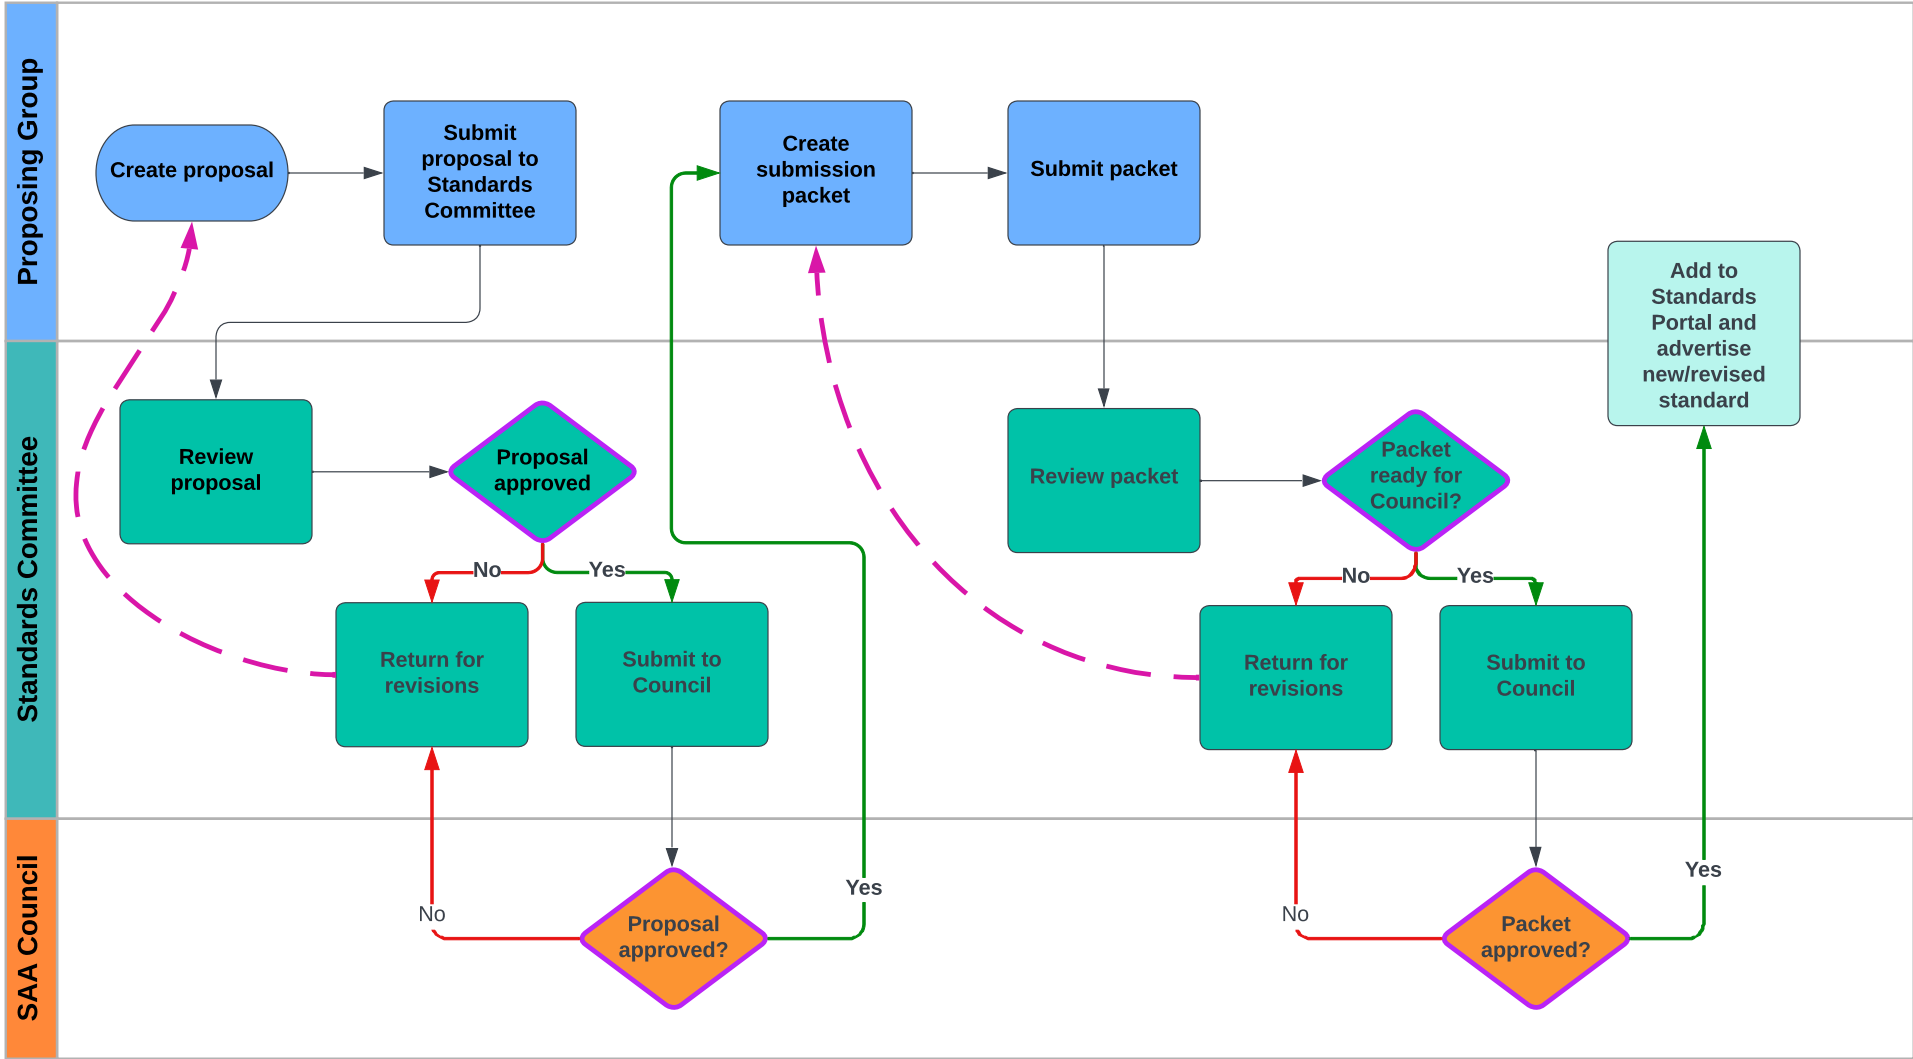 Proposing Group
Create proposal
Submit
proposal to
Standards
Committee
Create
submission
packet
Submit packet
Add to
Standards
Portal and
advertise
new/revised
standard
Standards Committee
Review
proposal
Proposal
approved
No
Yes
Return for
revisions
Submit to
Council
Review packet
Packet
ready for
Council?
No
Yes
Return for
revisions
Submit to
Council
SAA Council
No
Proposal
approved?
Yes
No
Packet
approved?
Yes